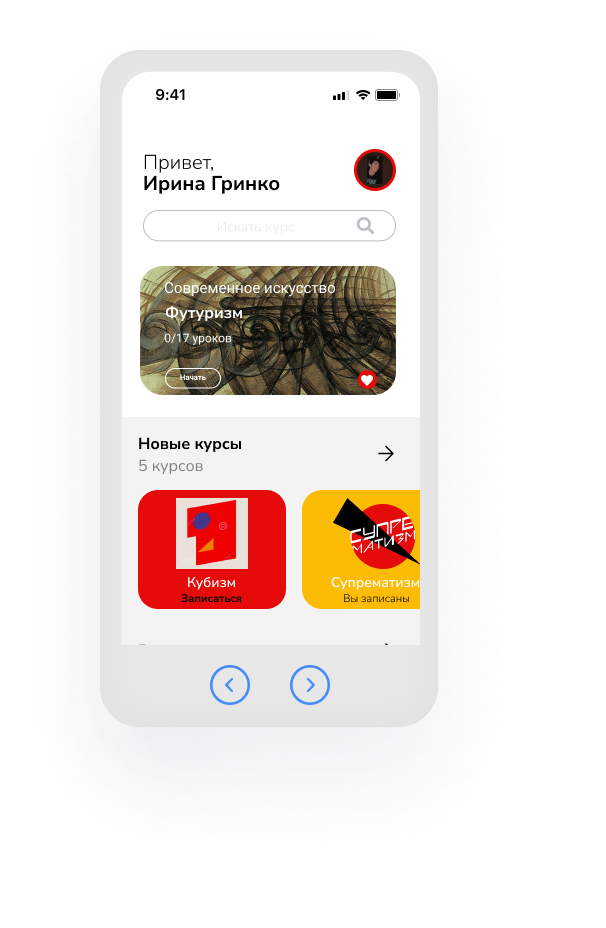 9:41
Привет,
Ирина Гринко
Искать курс
Современное искусство
Футуризм
0/17 уроков
Начать
Новые курсы
5 курсов
СУПРЕ
МАТИЗМ
Кубизм
Супрематизм
Записаться
Вы записаны